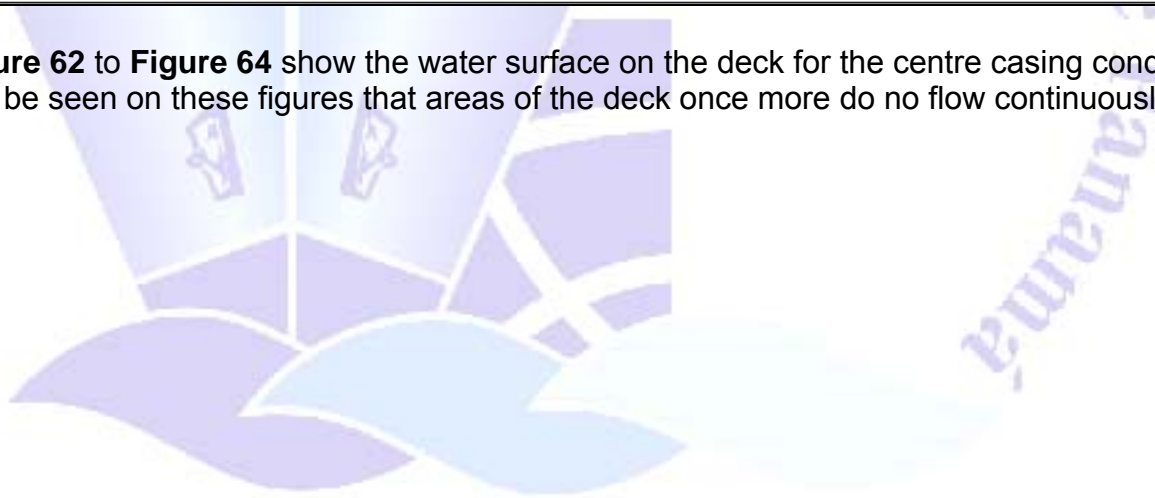 ure 62 to Figure 64 show the water surface on the deck for the centre casing cond
be seen on these figures that areas of the deck once more do no flow continuousl
anamá